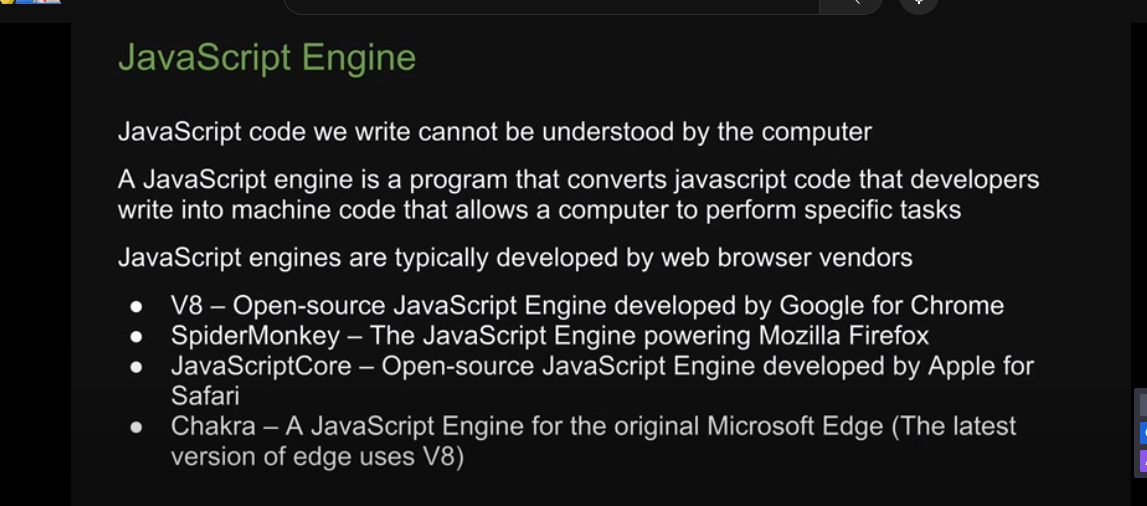 JavaScript Engine
JavaScript code we write cannot be understood by the computer
A JavaScript engine is a program that converts javascript code that developers
write into machine code that allows a computer to perform specific tasks
JavaScript engines are typically developed by web browser vendors
● V8 – Open-source JavaScript Engine developed by Google for Chrome
● SpiderMonkey – The JavaScript Engine powering Mozilla Firefox
● JavaScriptCore – Open-source JavaScript Engine developed by Apple for
Safari
● Chakra – A JavaScript Engine for the original Microsoft Edge (The latest
version of edge uses V8)